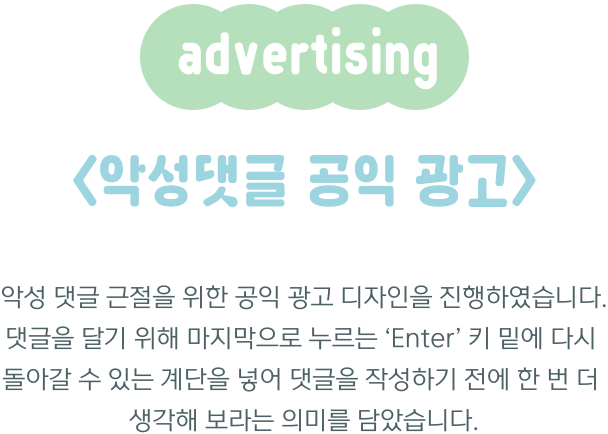 advertising
<악성댓글 공익 광고>
악성 댓글 근절을 위한 공익 광고 디자인을 진행하였습니다.
댓글을 달기 위해 마지막으로 누르는 ‘Enter’ 키 밑에 다시
돌아갈 수 있는 계단을 넣어 댓글을 작성하기 전에 한 번 더
생각해 보라는 의미를 담았습니다.